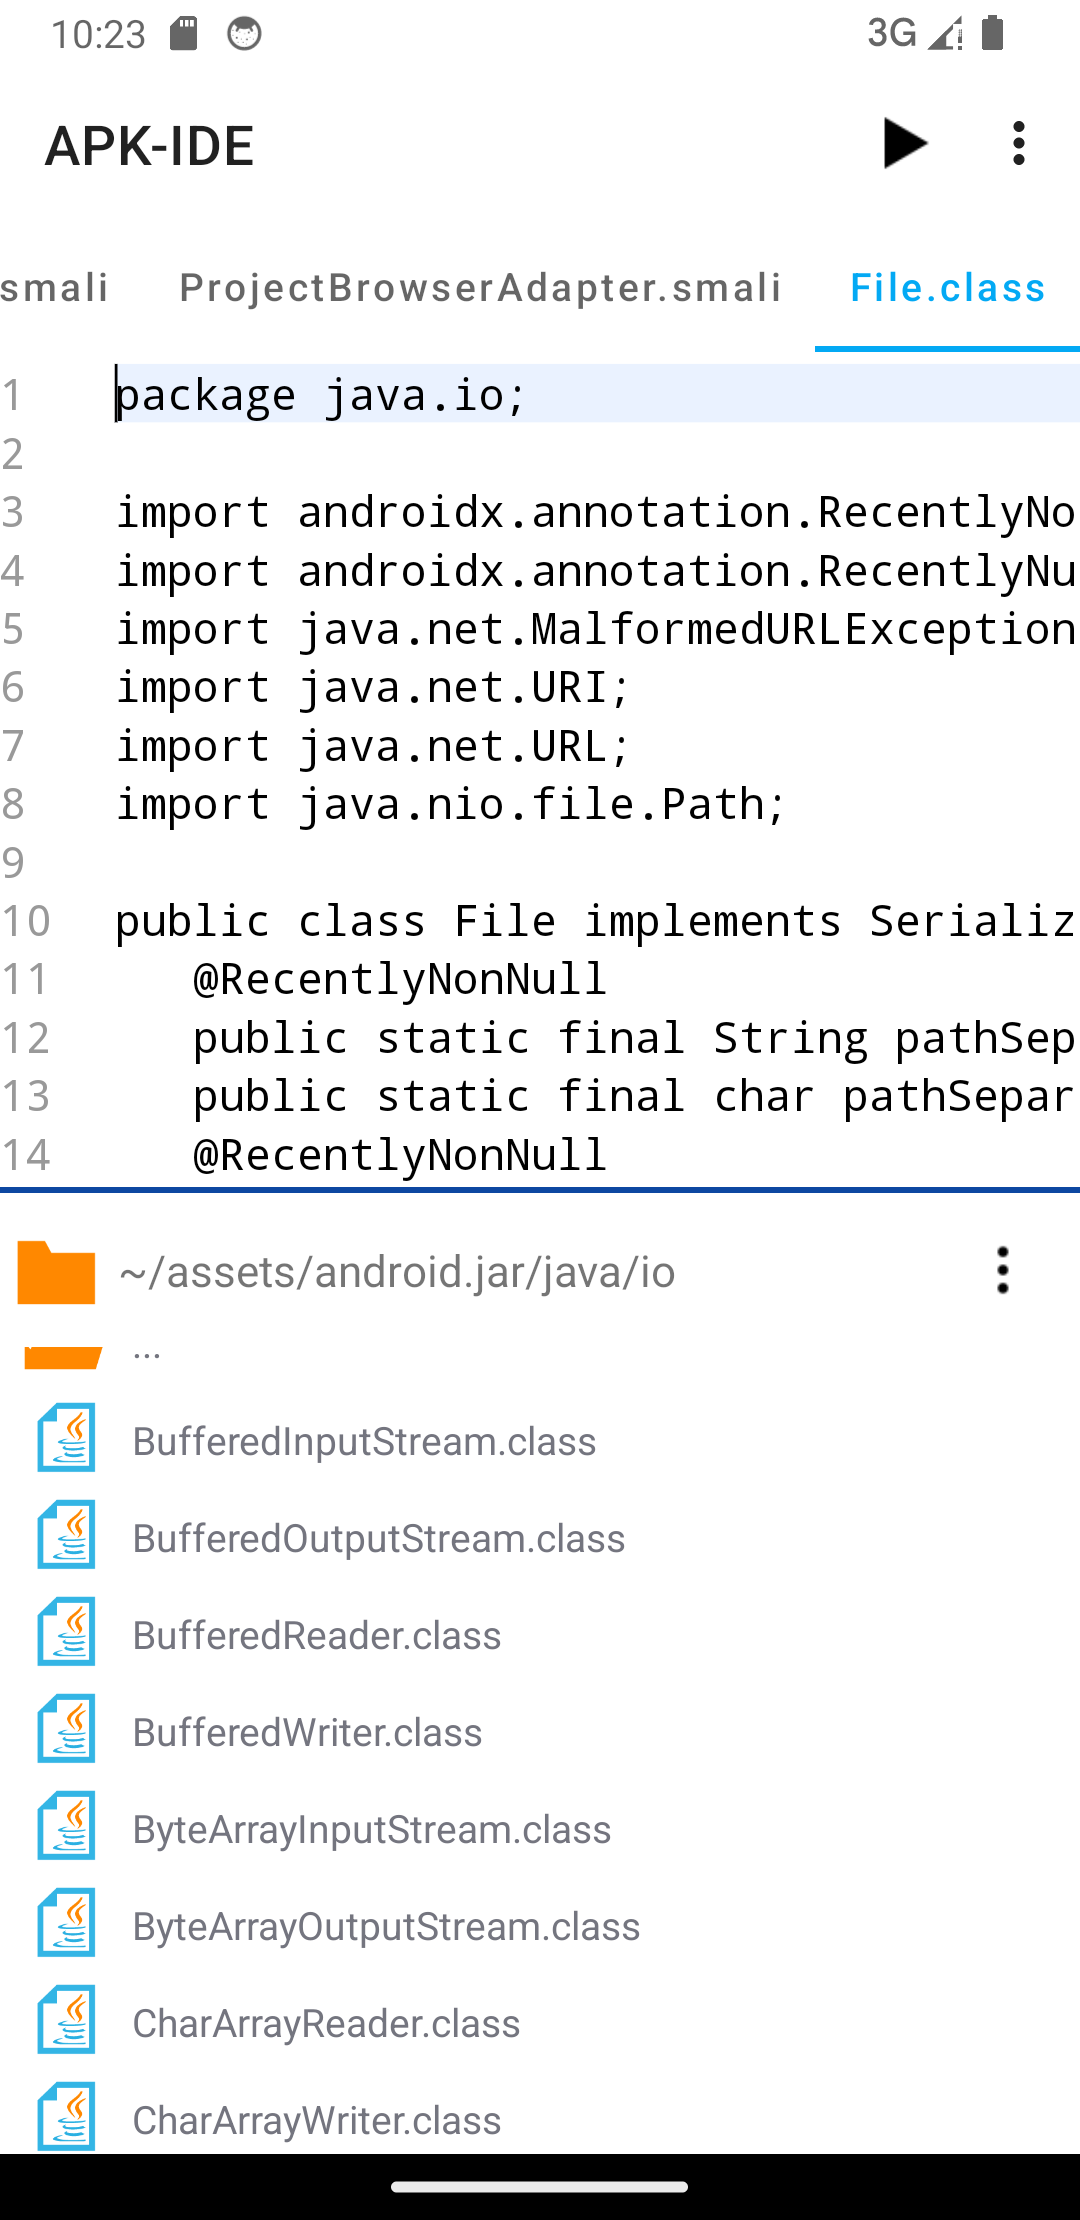 10:23
3G
APK-IDE
smali ProjectBrowserAdapter.smali File.class
1 package java.io;
2
3 import androidx.annotation.RecentlyNo
4 import androidx.annotation.RecentlyNu
5 import java.net.MalformedURLException
6 import java.net.URI;
7 import java.net.URL;
8 import java.nio.file.Path;
9
10 public class File implements Serializ
11 @RecentlyNonNull
12 public static final String pathSep
13 public static final char pathSepar
14 @RecentlyNonNull
~/assets/android.jar/java/io
...
BufferedInputStream.class
BufferedOutputStream.class
BufferedReader.class
BufferedWriter.class
ByteArrayInputStream.class
ByteArrayOutputStream.class
CharArrayReader.class
CharArrayWriter.class